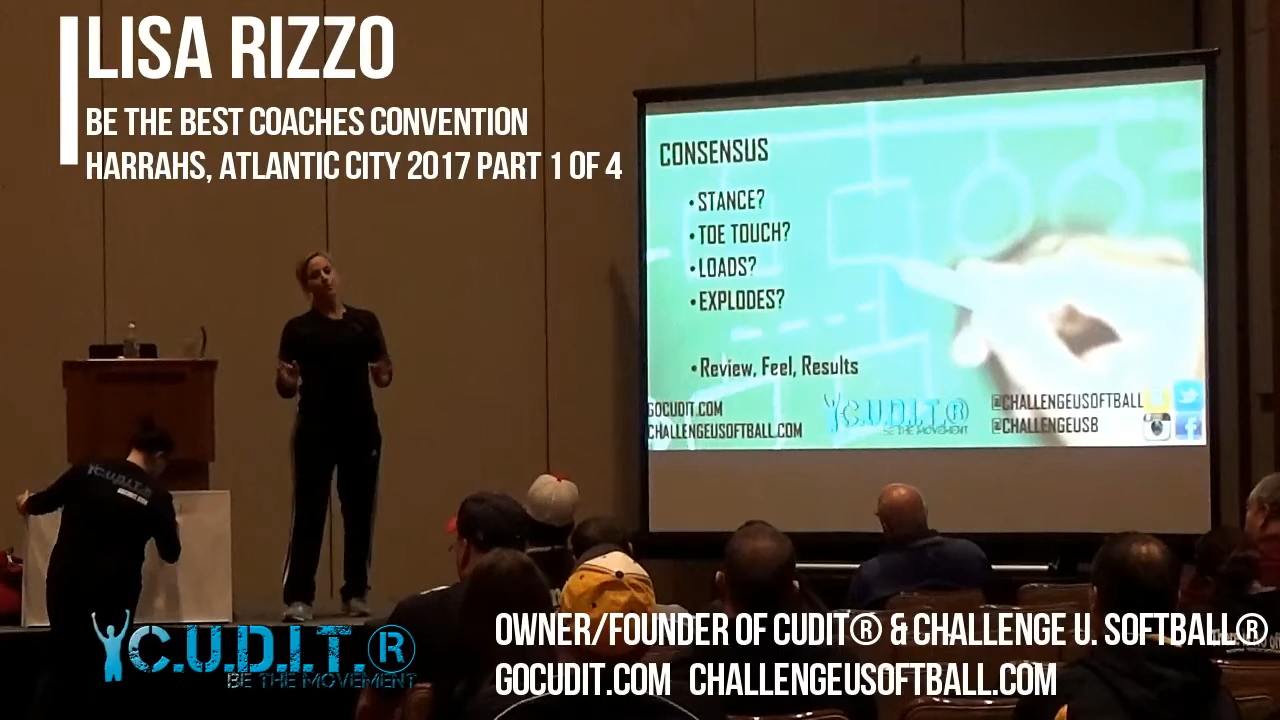 LISA RIZZO
BE THE BEST COACHES CONVENTION
HARRAHS, ATLANTIC CITY 2017 PART 1 OF 4
CONSENSUS
• STANCE?
• TOE TOUCH?
• LOADS?
• EXPLODES?
• Review, Feel, Results
GOCUDIT.COM
CHALLENGEUSOFTBALL.COM
C.U.D.I.T.®
BE THE MOVEMENT
@CHALLENGEUSOFTBALL
@CHALLENGEUSB
C.U.D.I.T.®
C.U.D.I.T.®
BE THE MOVEMENT
OWNER/FOUNDER OF CUDIT® & CHALLENGE U. SOFTBALL®
GOCUDIT.COM CHALLENGEUSOFTBALL.COM